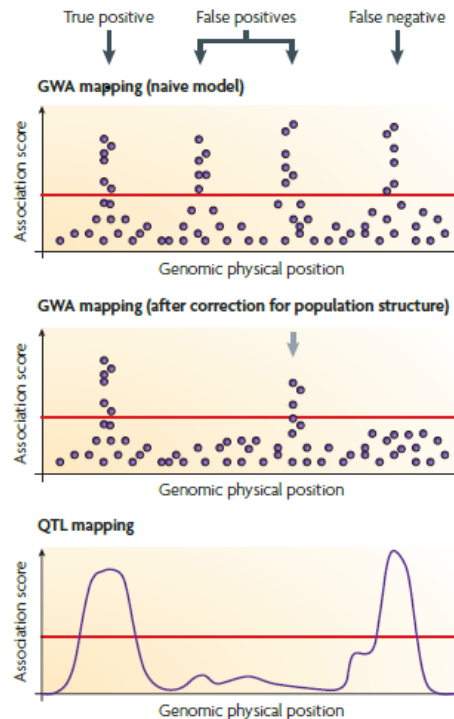 True positive
False positives
False negative
GWA mapping (naive model)
Association score
Genomic physical position
GWA mapping (after correction for population structure)
Association score
Genomic physical position
QTL mapping
Association score
Genomic physical position